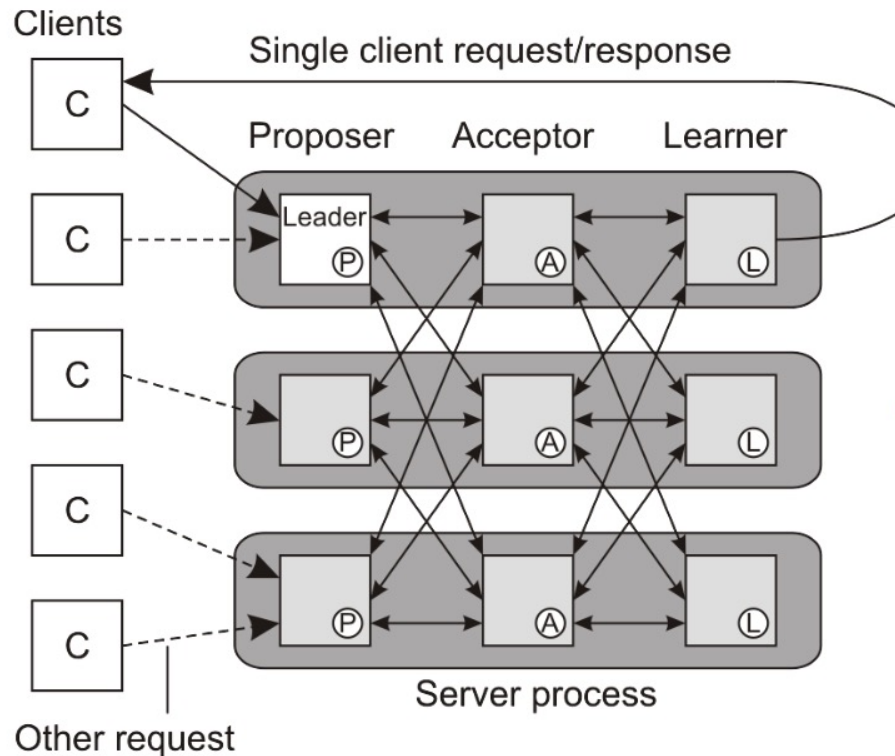 Clients
Single client request/response
C
Proposer Acceptor Learner
Leader
P A L
C
C
P A L
C
P A L
C
Server process
Other request